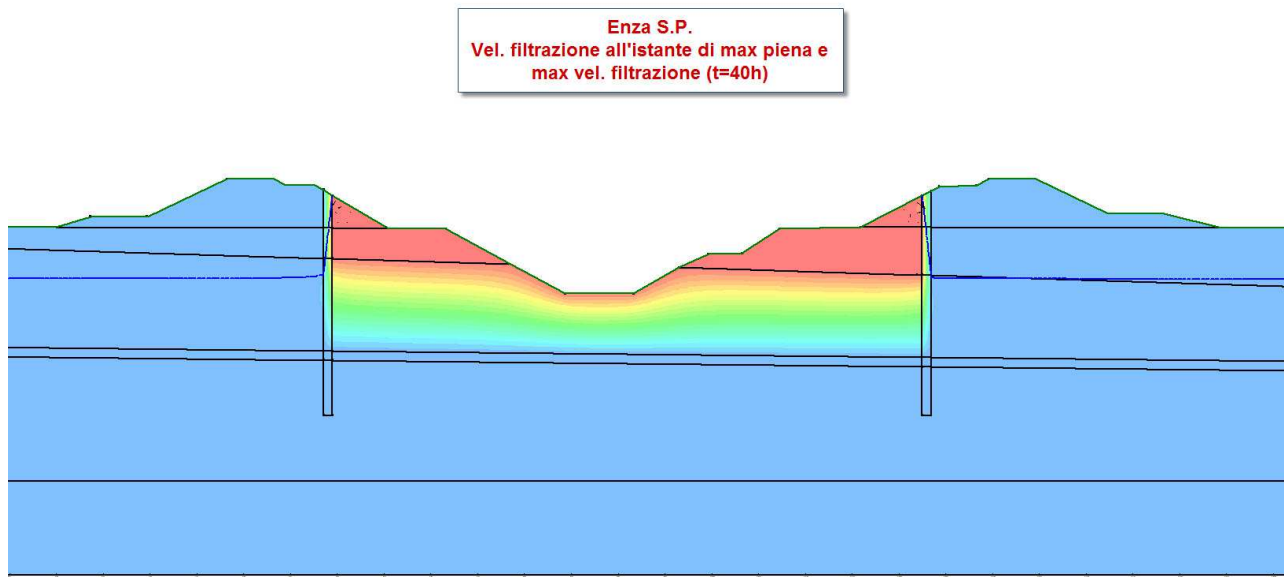 Enza S.P.
Vel. filtrazione all'istante di max piena e
max vel. filtrazione (t=40h)